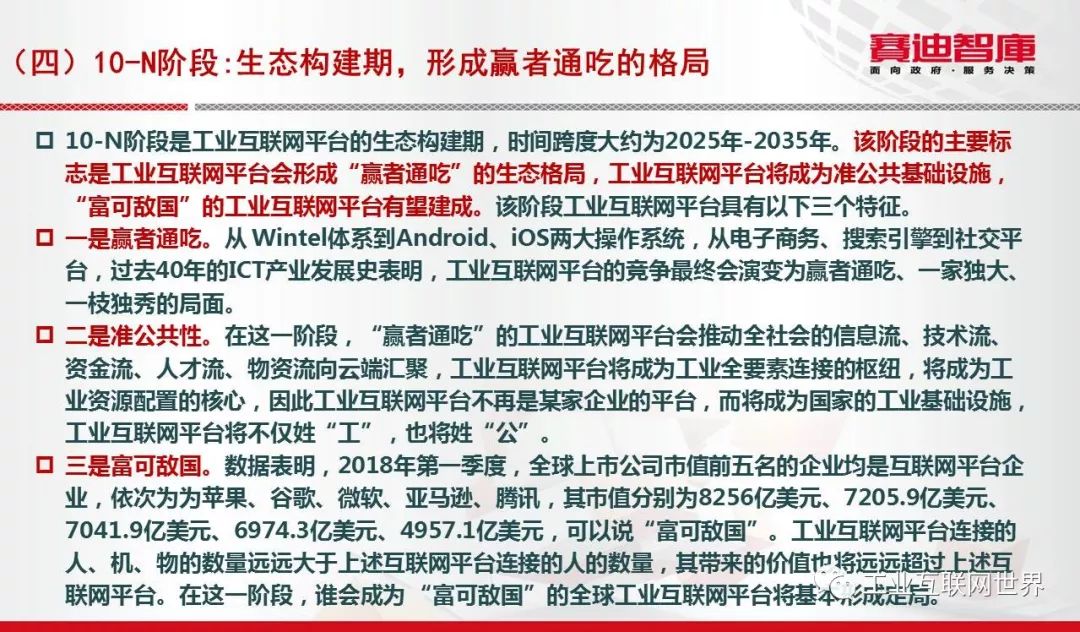 （四）10-N阶段：生态构建期，形成赢者通吃的格局
赛迪智庫
面向政府·服务决策
10-N阶段是工业互联网平台的生态构建期，时间跨度大约为2025年-2035年。该阶段的主要标
志是工业互联网平台会形成“赢者通吃”的生态格局，工业互联网平台将成为准公共基础设施，
“富可敌国”的工业互联网平台有望建成。该阶段工业互联网平台具有以下三个特征。
一是赢者通吃。从 Wintel体系到Android、iOS两大操作系统，从电子商务、搜索引擎到社交平
台，过去40年的ICT产业发展史表明，工业互联网平台的竞争最终会演变为赢者通吃、一家独大、
一枝独秀的局面。
二是准公共性。在这一阶段，“赢者通吃”的工业互联网平台会推动全社会的信息流、技术流、
资金流、人才流、物资流向云端汇聚，工业互联网平台将成为工业全要素连接的枢纽，将成为工
业资源配置的核心，因此工业互联网平台不再是某家企业的平台，而将成为国家的工业基础设施，
工业互联网平台将不仅姓“工”，也将姓“公”。
三是富可敌国。数据表明，2018年第一季度，全球上市公司市值前五名的企业均是互联网平台企
业，依次为为苹果、谷歌、微软、亚马逊、腾讯，其市值分别为8256亿美元、7205.9亿美元、
7041.9亿美元、6974.3亿美元、4957.1亿美元，可以说“富可敌国”。工业互联网平台连接的
人、机、物的数量远远大于上述互联网平台连接的人的数量，其带来的价值也将远远超过上述互
联网平台。在这一阶段，谁会成为“富可敌国”的全球工业互联网平台将基本形成定局。
工业互联网世界